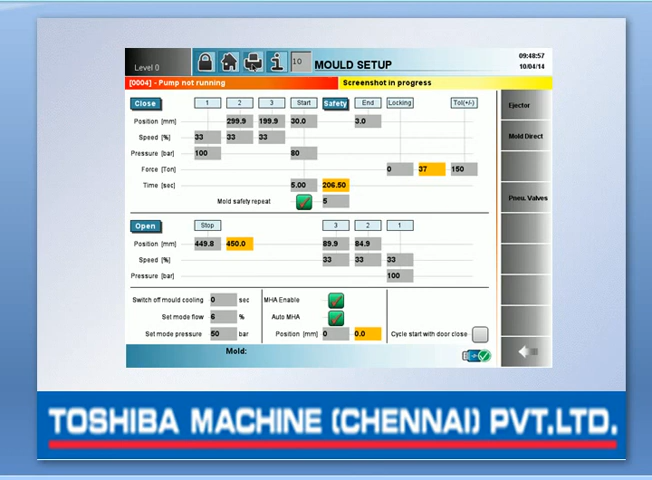 Level 0 10 MOULD SETUP 09:48:57
10/04/14
[0004] - Pump not running Screenshot in progress
Close 1 2 3 Start Safety End Locking Tol(+/-) Ejector
Position [mm] 299.9 199.9 30.0 3.0
Speed [%] 33 33 33 Mold Direct
Pressure [bar] 100 80
Force [Ton] 0 37 150
Time [sec] 5.00 206.50
Mold safety repeat 5 Pneu. Valves
Open Stop 3 2 1
Position [mm] 449.8 450.0 89.9 84.9
Speed [%] 33 33 33
Pressure [bar] 100
Switch off mould cooling 0 sec MHA Enable
Set mode flow 6 % Auto MHA
Set mode pressure 50 bar Position [mm] 0 0.0 Cycle start with door close
Mold:
TOSHIBA MACHINE (CHENNAI) PVT.LTD.